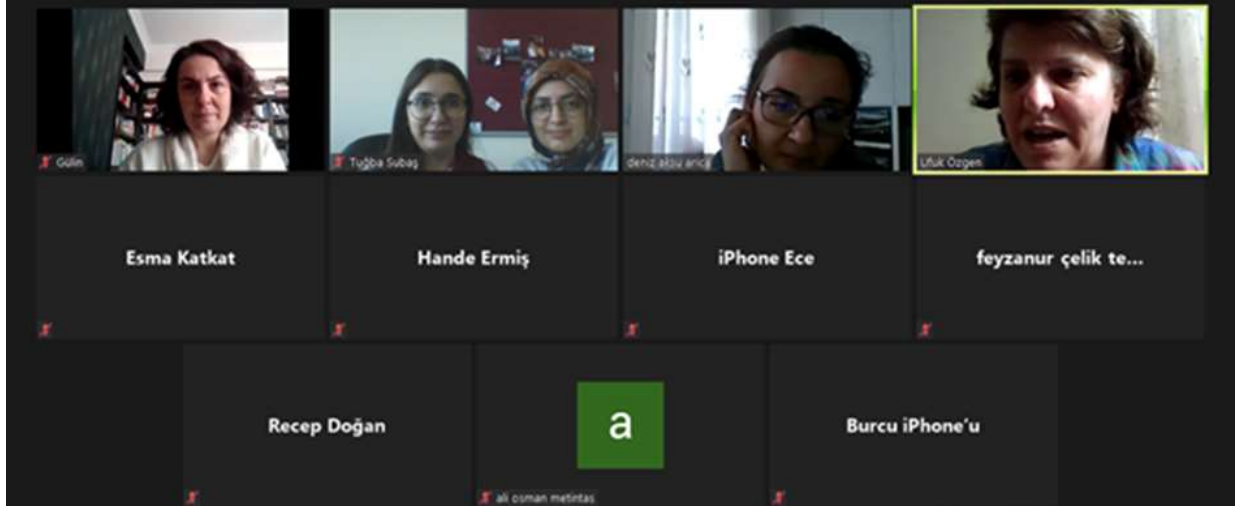 Gülin
Tuğba Subaş
deniz aksu arıca
Ufuk Özgen
Esma Katkat
Hande Ermiş
iPhone Ece
feyzanur çelik te...
Recep Doğan
a
ali osman metintas
Burcu iPhone'u